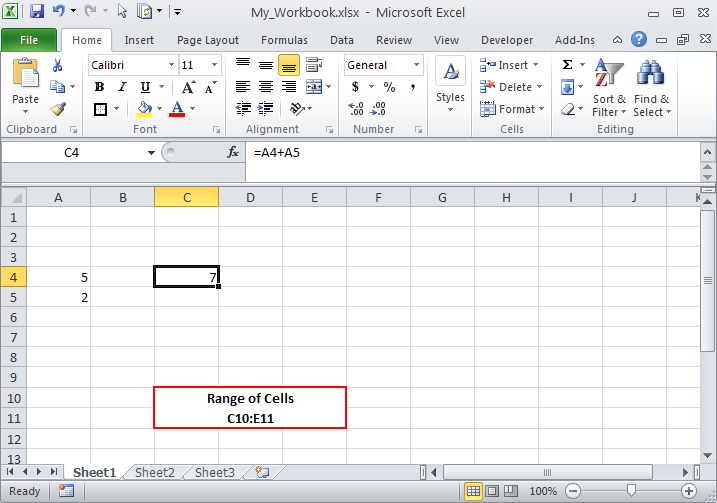 My_Workbook.xlsx - Microsoft Excel
File Home Insert Page Layout Formulas Data Review View Developer Add-Ins
Calibri 11 General Insert Σ
Paste B I U A A $ % , Styles Delete Sort & Find &
A .00 .0 Format Filter Select
Clipboard Font Alignment Number Cells Editing
C4 fx =A4+A5
A B C D E F G H I J K
1
2
3
4 5 7
5 2
6
7
8
9
10 Range of Cells
11 C10:E11
12
13
Sheet1 Sheet2 Sheet3
Ready 100%